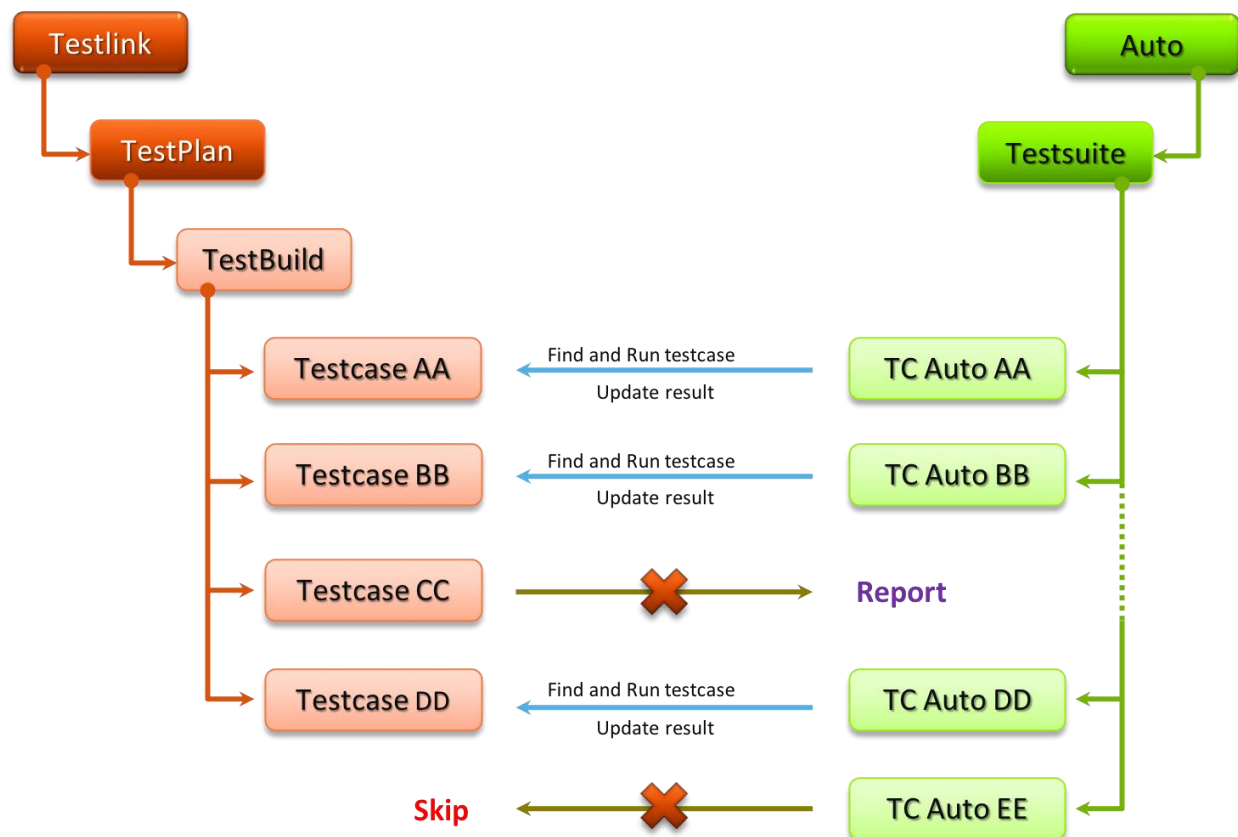 Testlink
Auto
TestPlan
Testsuite
TestBuild
Testcase AA
Find and Run testcase
Update result
TC Auto AA
Testcase BB
Find and Run testcase
Update result
TC Auto BB
Testcase CC
Report
Testcase DD
Find and Run testcase
Update result
TC Auto DD
Skip
TC Auto EE